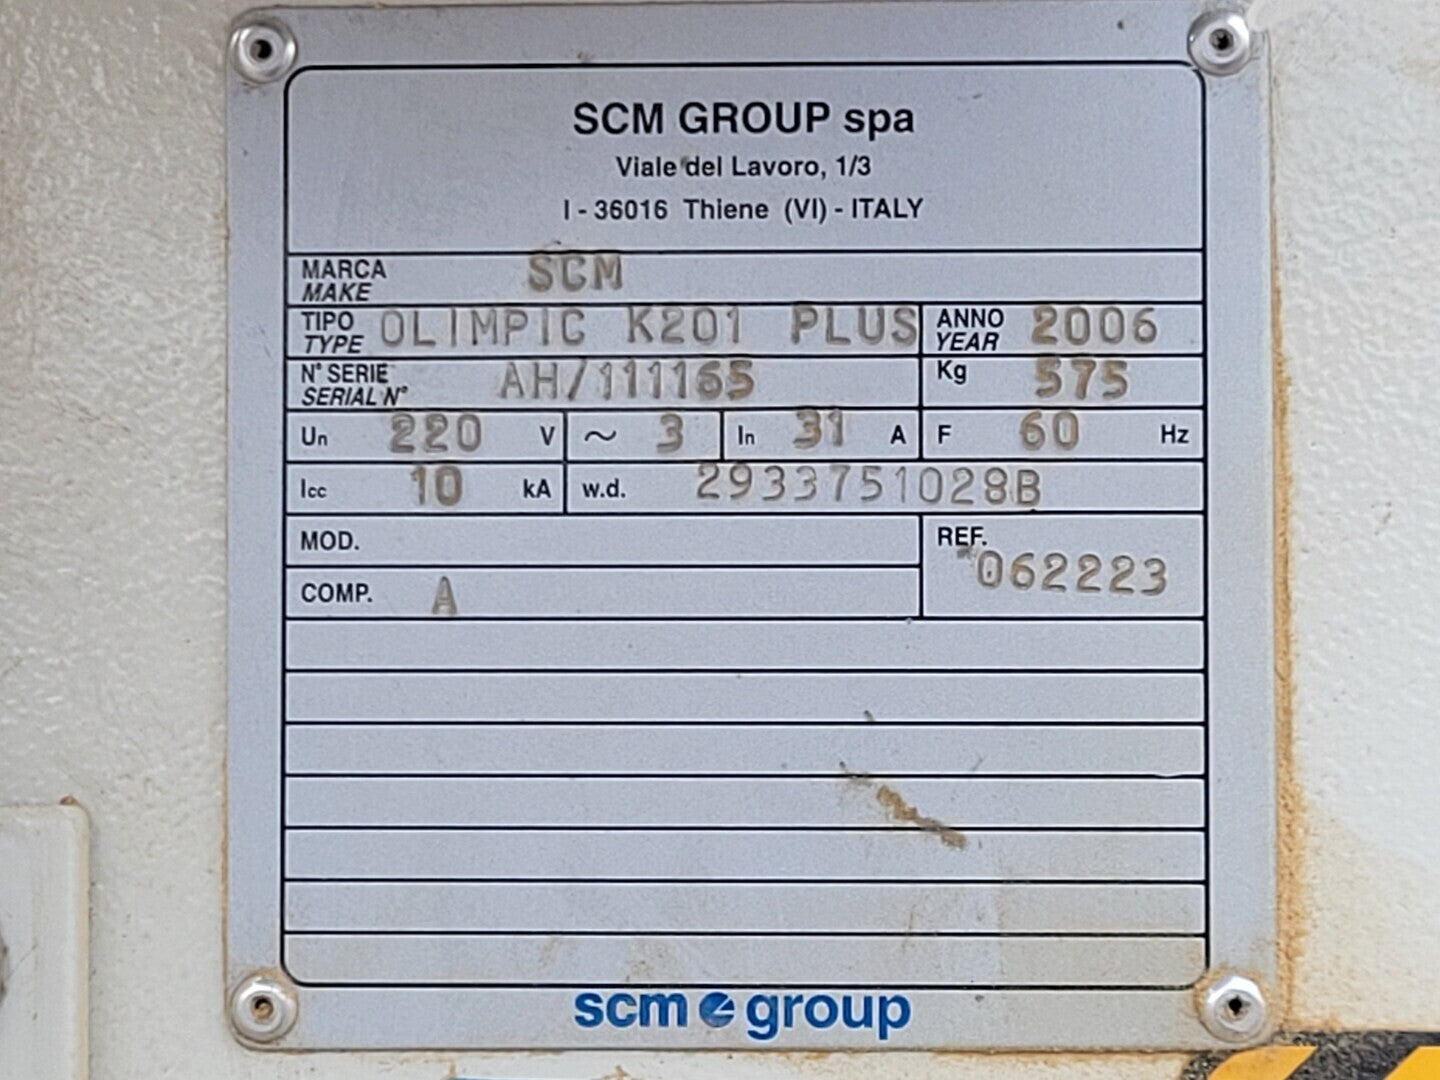 SCM GROUP spa
Viale del Lavoro, 1/3
I - 36016 Thiene (VI) - ITALY
MARCA SCM
MAKE
TIPO OLIMPIC K201 PLUS ANNO 2006
TYPE YEAR
N° SERIE AH/111165 Kg 575
SERIAL N°
Un 220 V ~ 3 In 31 A F 60 Hz
Icc 10 kA w.d. 2933751028B
MOD. REF.
062223
COMP. A
scm group